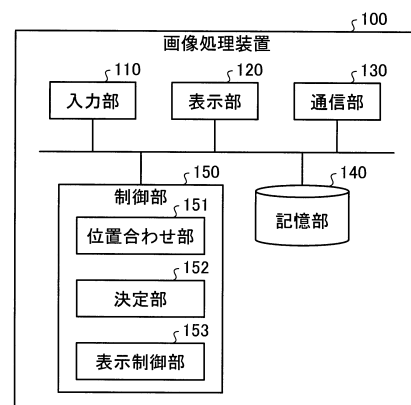 100
画像処理装置
110
120
130
入力部
表示部
通信部
150
140
制御部
151
記憶部
位置合わせ部
152
決定部
153
表示制御部